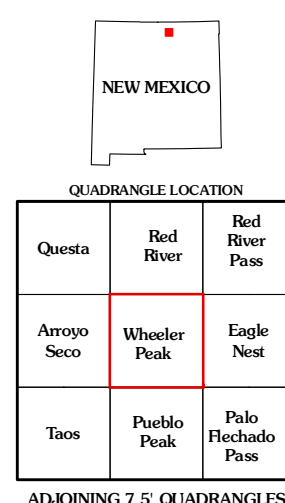 NEW MEXICO
QUADRANGLE LOCATION
Questa
Red
River
Red
River
Pass
Arroyo
Seco
Wheeler
Peak
Eagle
Nest
Taos
Pueblo
Peak
Palo
Flechado
Pass
ADJOINING 7.5' QUADRANGLES